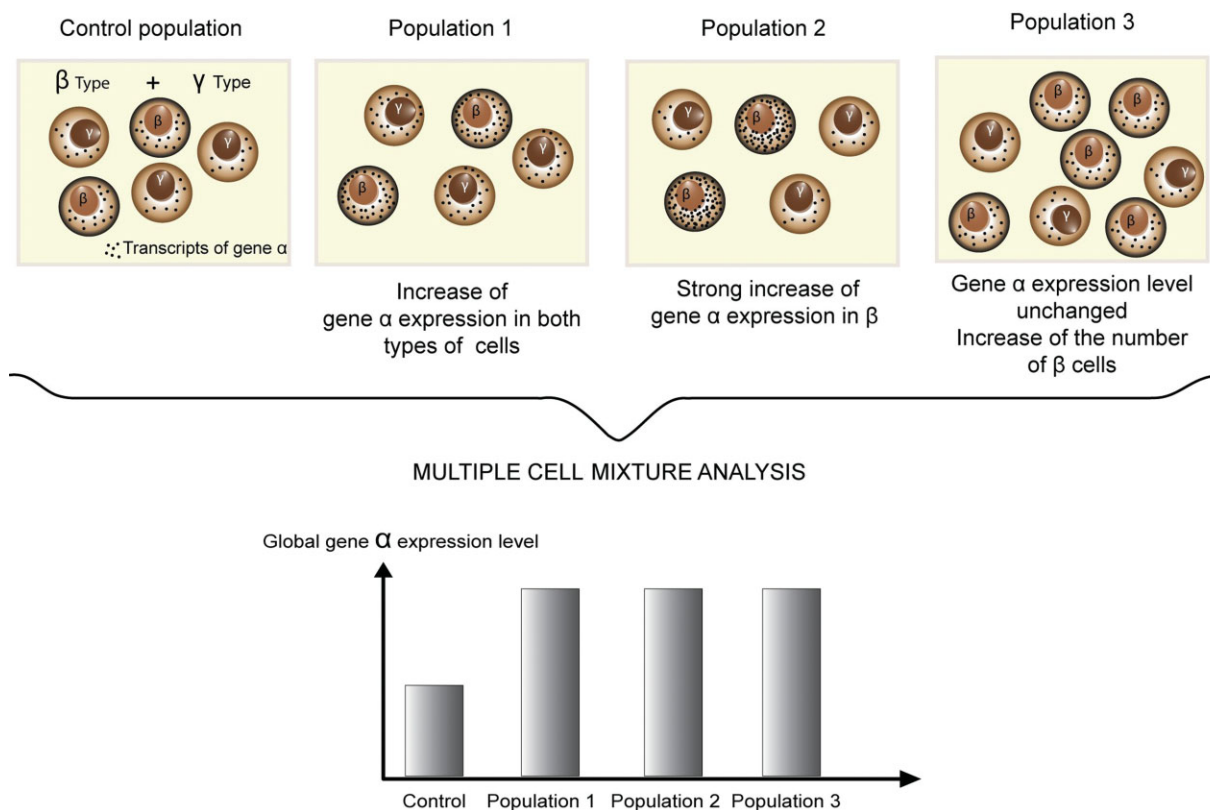 Control population
Population 1
Population 2
Population 3
β Type + γ Type
γ
β
γ
β
γ
Transcripts of gene α
γ
β
γ
β
γ
γ
β
γ
β
γ
β
β
γ
β
γ
β
γ
β
Increase of
gene α expression in both
types of cells
Strong increase of
gene α expression in β
Gene α expression level
unchanged
Increase of the number
of β cells
MULTIPLE CELL MIXTURE ANALYSIS
Global gene α expression level
Control Population 1 Population 2 Population 3